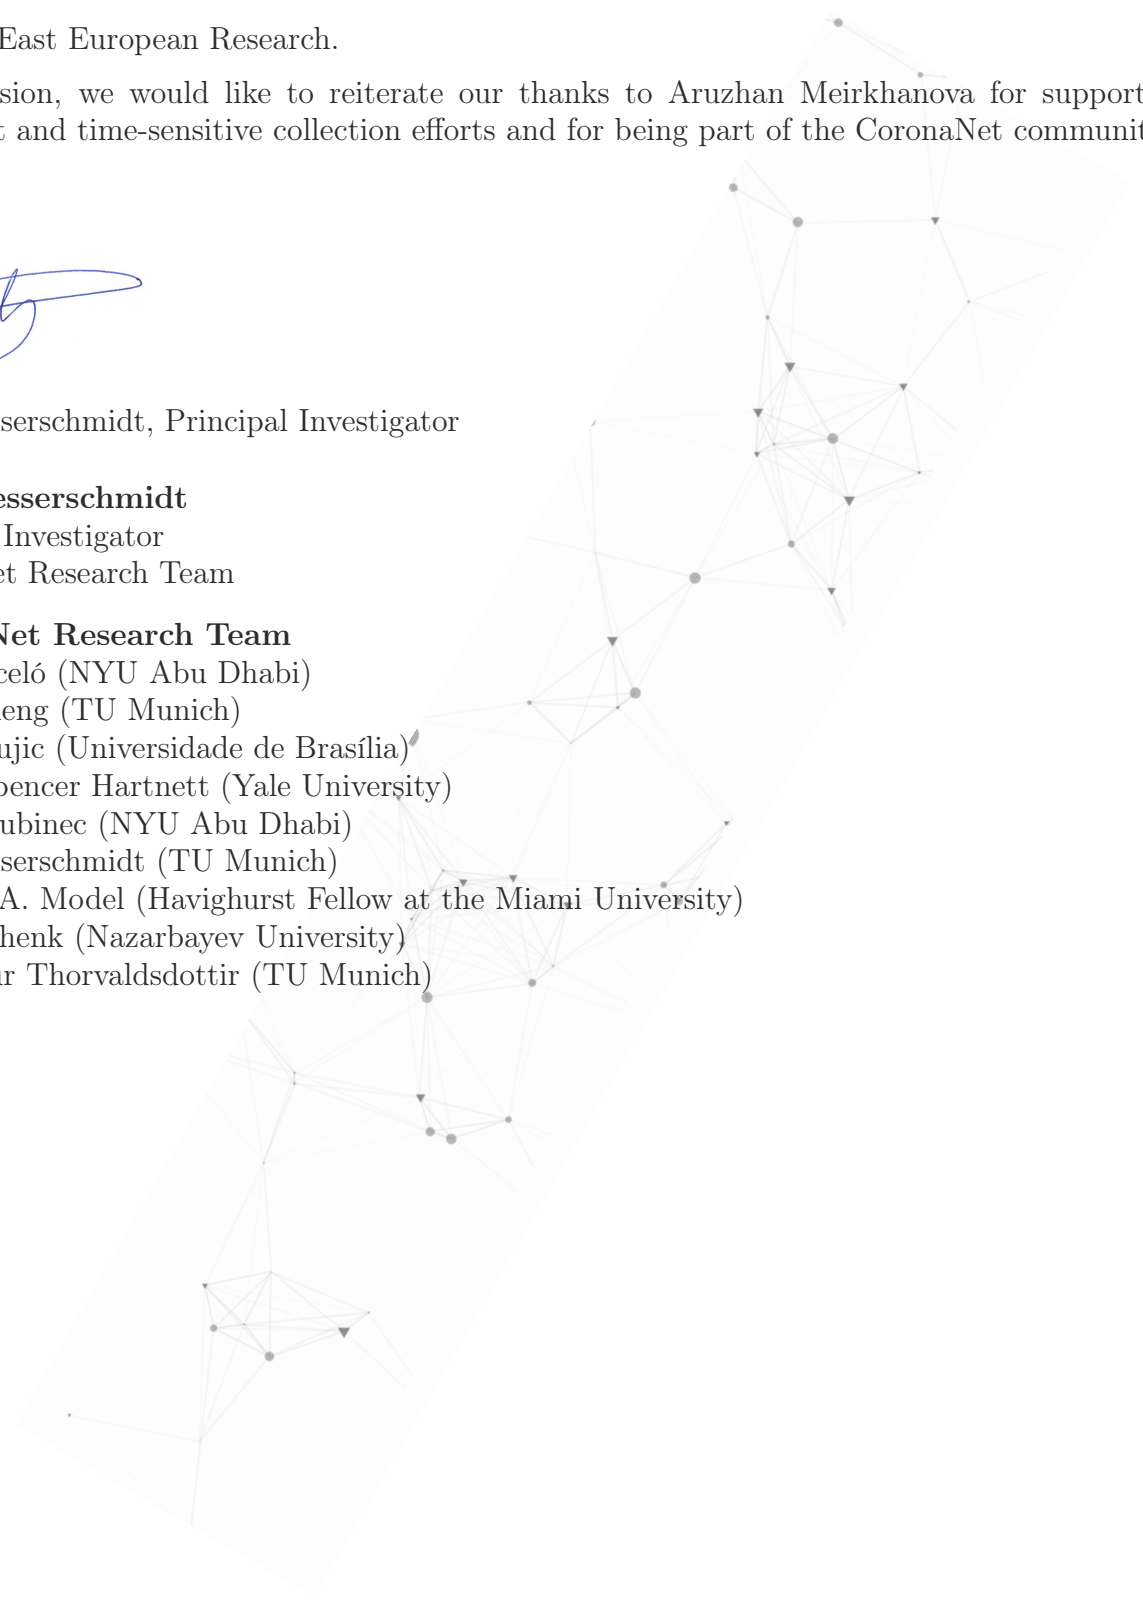 East European Research.
sion, we would like to reiterate our thanks to Aruzhan Meirkhanova for support
t and time-sensitive collection efforts and for being part of the CoronaNet communit
serschmidt, Principal Investigator
esserschmidt
Investigator
et Research Team
Net Research Team
celó (NYU Abu Dhabi)
eng (TU Munich)
ujic (Universidade de Brasília)
pencer Hartnett (Yale University)
ubinec (NYU Abu Dhabi)
sserschmidt (TU Munich)
A. Model (Havighurst Fellow at the Miami University)
henk (Nazarbayev University)
ur Thorvaldsdottir (TU Munich)